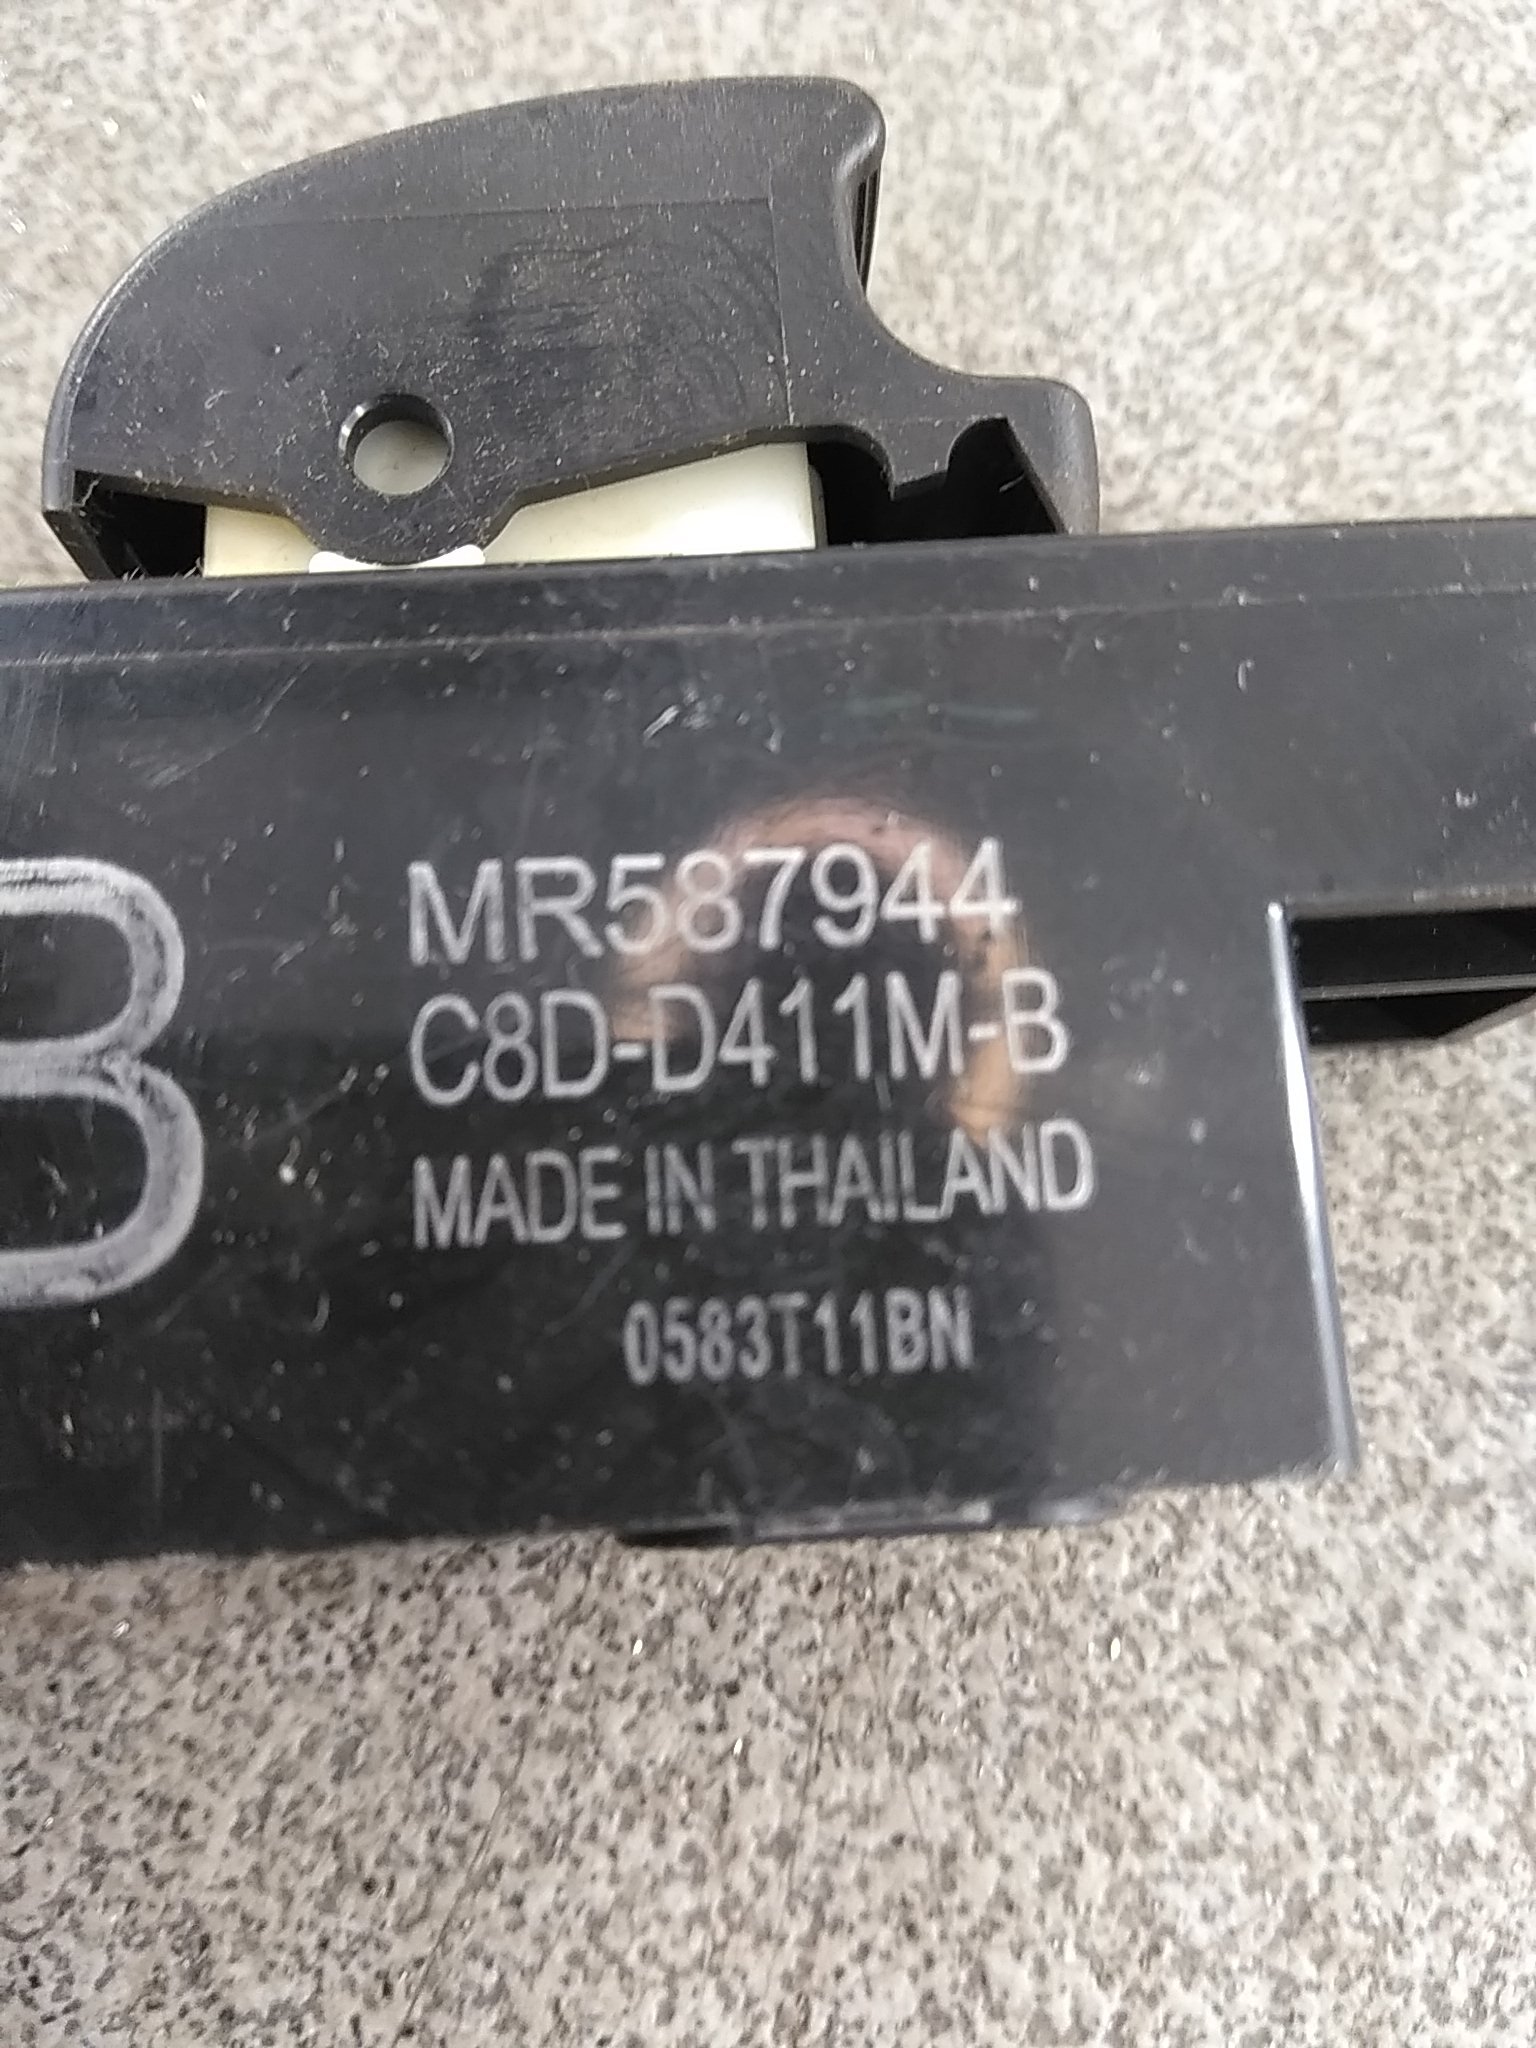 B
MR587944
C8D-D411M-B
MADE IN THAILAND
0583T11BN